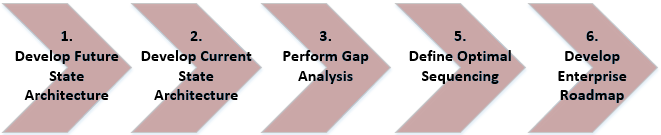 1.
Develop Future
State
Architecture
2.
Develop Current
State
Architecture
3.
Perform Gap
Analysis
5.
Define Optimal
Sequencing
6.
Develop
Enterprise
Roadmap